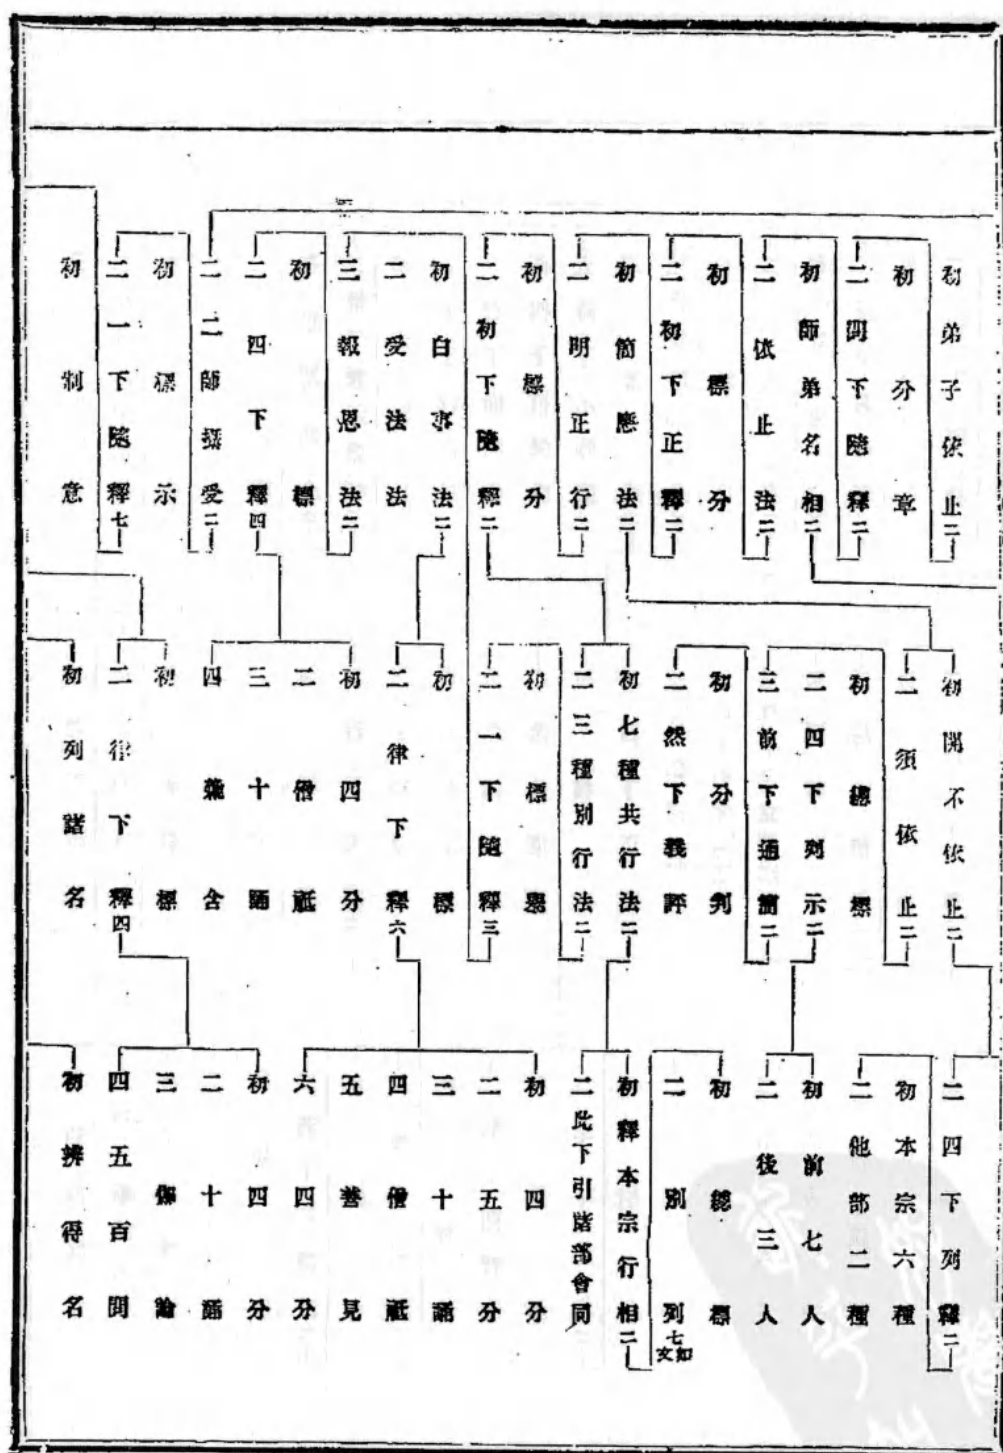 初弟子依止二
初分章
二問下隨釋二
初師弟名相二
二依止法二
初標分
二初下正釋二
初簡應法二
二明正行二
初標分
二初下隨釋二
初白事法二
二受法法
三報恩法二
初標
二四下釋四
二二師攝受二
初標示
二一下隨釋七
初制意
初開不依止二
二須依止二
初總標
二四下列示二
三前下通簡二
初分判
二然下義評
初七種共行法二
二三種別行法二
初標章
二一下隨釋三
初標
二律下釋六
初四分
二僧祇
三十誦
四雜含
初標
二律下釋四
初列諸名
二四下列釋二
初本宗六種
二他部二種
初前七人
二後三人
初總標
二別列七如文
初釋本宗行相二
二此下引諸部會同
初四分
二五分
三十誦
四僧祇
五善見
六四分
初四分
二十誦
三伽論
四五百問
初辨得名